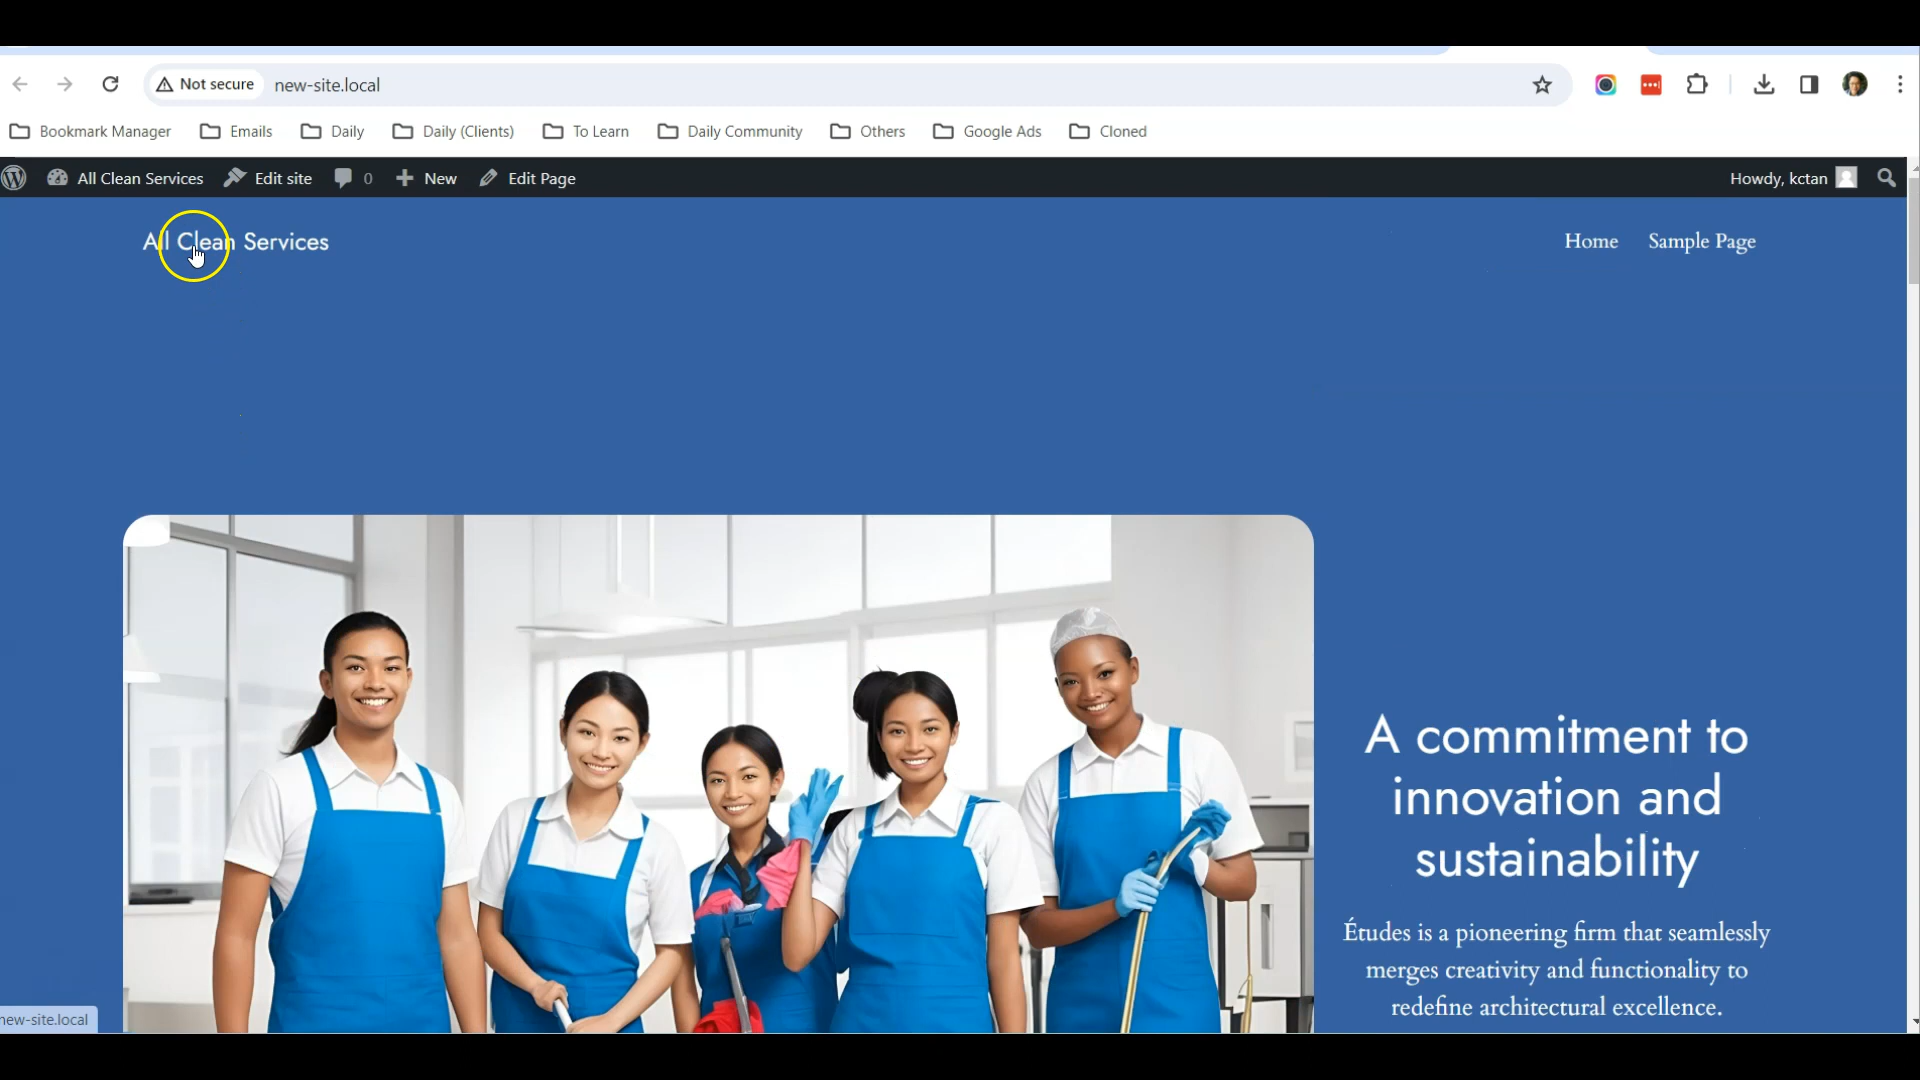 Not secure new-site.local
Bookmark Manager Emails Daily Daily (Clients) To Learn Daily Community Others Google Ads Cloned
All Clean Services Edit site 0 New Edit Page Howdy, kctan
All Clean Services Home Sample Page
A commitment to
innovation and
sustainability
Études is a pioneering firm that seamlessly
merges creativity and functionality to
redefine architectural excellence.
new-site.local